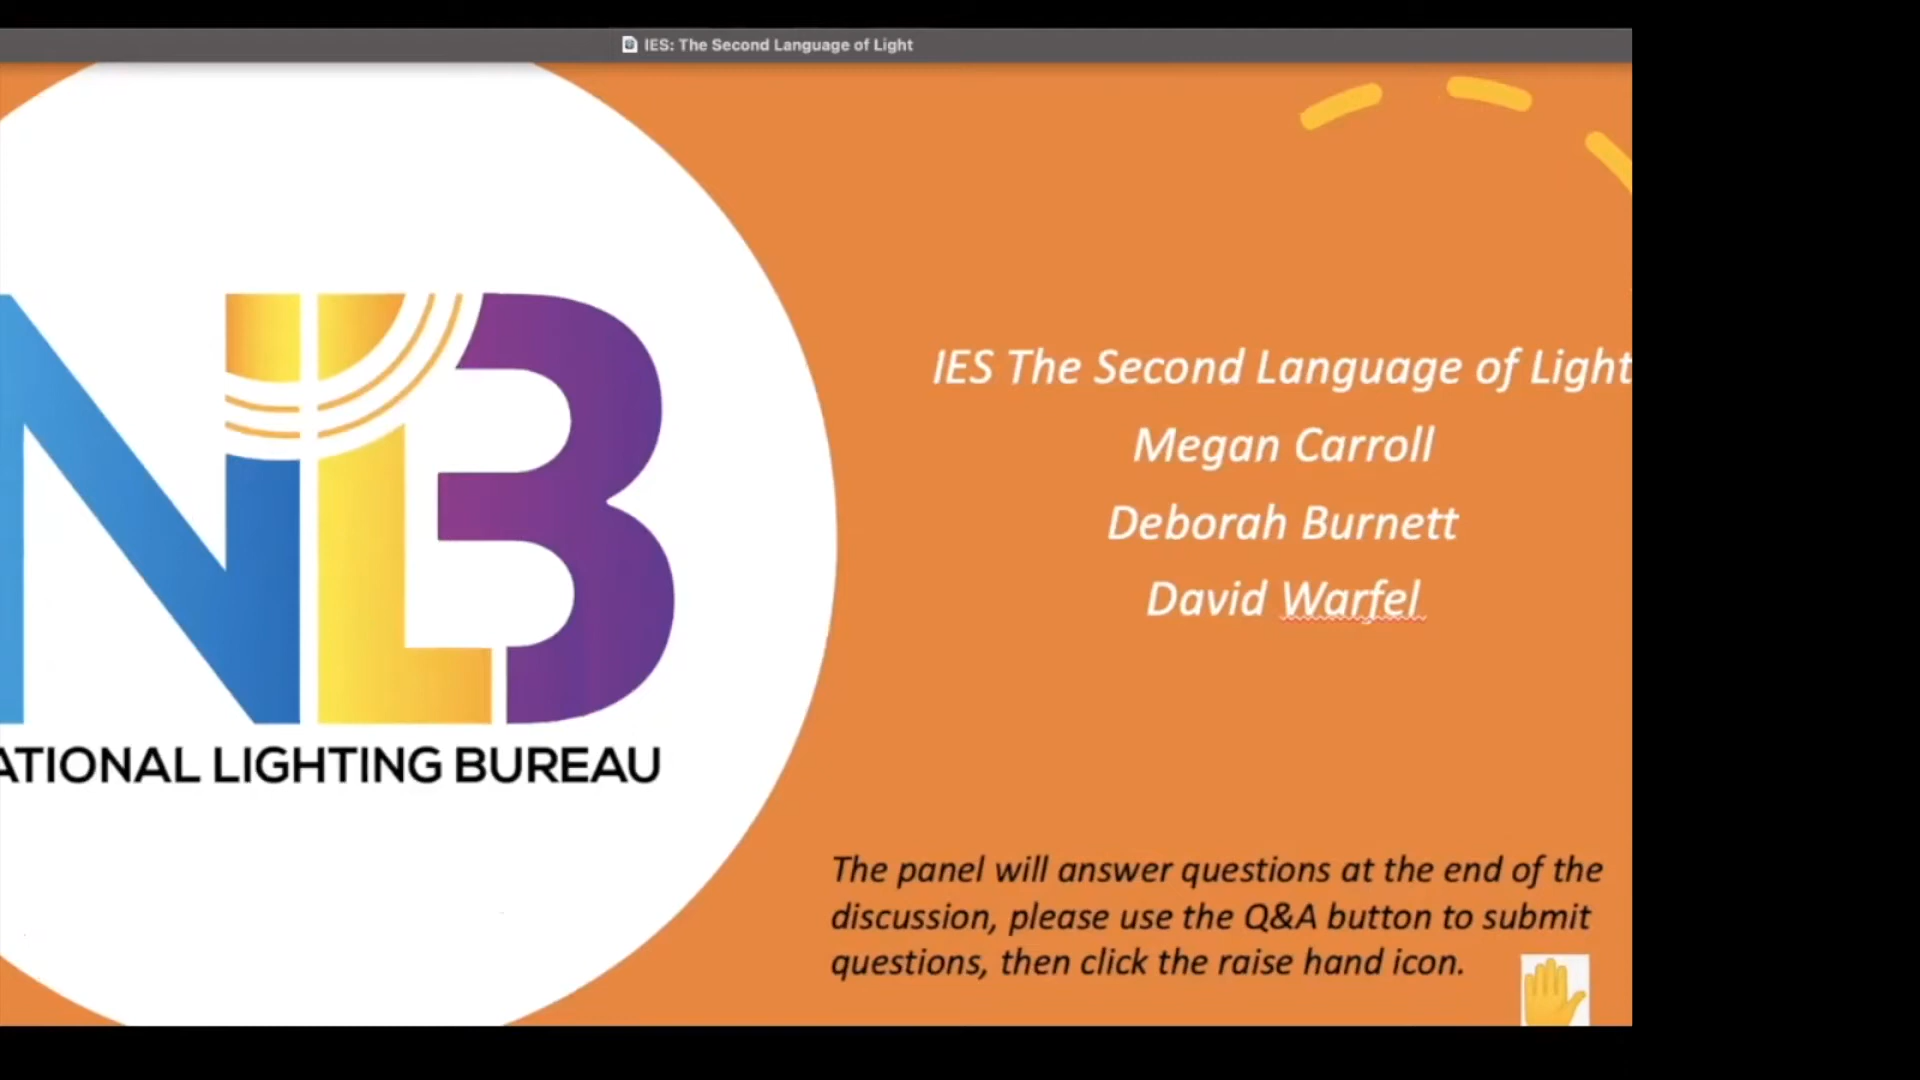 IES: The Second Language of Light
NLB
ATIONAL LIGHTING BUREAU
IES The Second Language of Light
Megan Carroll
Deborah Burnett
David Warfel
The panel will answer questions at the end of the
discussion, please use the Q&A button to submit
questions, then click the raise hand icon.